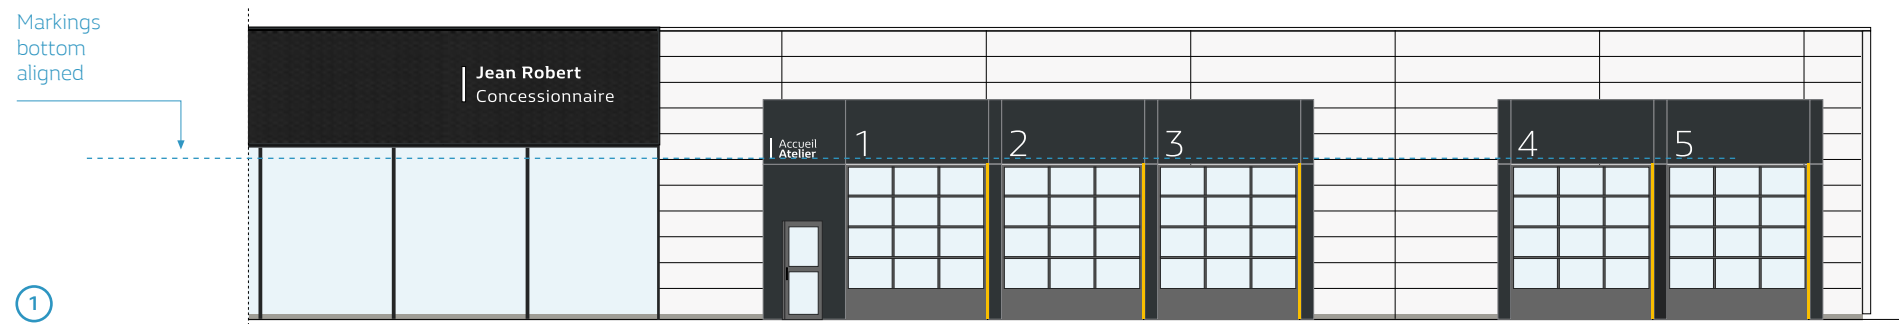 Markings
bottom
aligned
Jean Robert
Concessionnaire
Accueil
Atelier
1
2
3
4
5
1